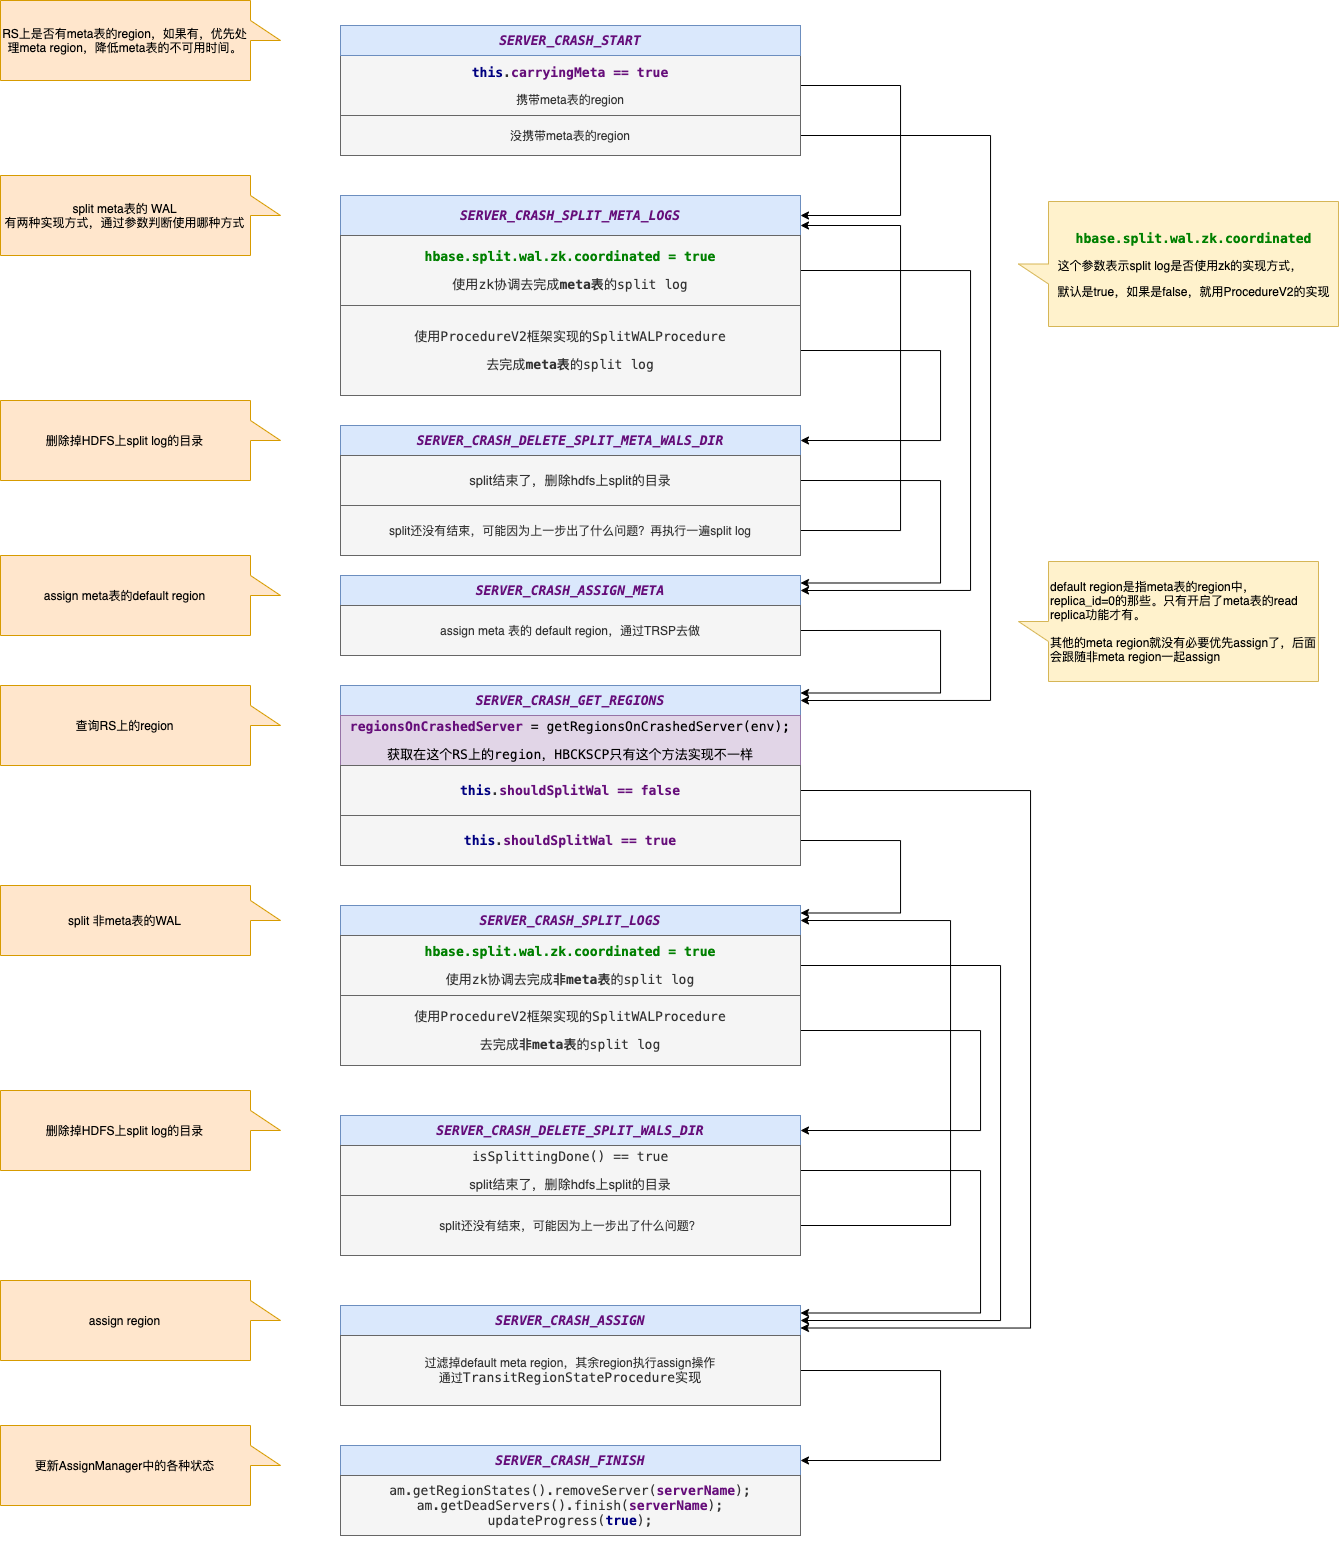 RS上是否有meta表的region，如果有，优先处
理meta region，降低meta表的不可用时间。
SERVER_CRASH_START
this.carryingMeta == true
携带meta表的region
没携带meta表的region
split meta表的 WAL
有两种实现方式，通过参数判断使用哪种方式
SERVER_CRASH_SPLIT_META_LOGS
hbase.split.wal.zk.coordinated = true
使用zk协调去完成meta表的split log
使用ProcedureV2框架实现的SplitWALProcedure
去完成meta表的split log
hbase.split.wal.zk.coordinated
这个参数表示split log是否使用zk的实现方式，
默认是true，如果是false，就用ProcedureV2的实现
删除掉HDFS上split log的目录
SERVER_CRASH_DELETE_SPLIT_META_WALS_DIR
split结束了，删除hdfs上split的目录
split还没有结束，可能因为上一步出了什么问题？再执行一遍split log
assign meta表的default region
SERVER_CRASH_ASSIGN_META
assign meta 表的 default region，通过TRSP去做
default region是指meta表的region中，
replica_id=0的那些。只有开启了meta表的read
replica功能才有。
其他的meta region就没有必要优先assign了，后面
会跟随非meta region一起assign
查询RS上的region
SERVER_CRASH_GET_REGIONS
regionsOnCrashedServer = getRegionsOnCrashedServer(env);
获取在这个RS上的region，HBCKSCP只有这个方法实现不一样
this.shouldSplitWal == false
this.shouldSplitWal == true
split 非meta表的WAL
SERVER_CRASH_SPLIT_LOGS
hbase.split.wal.zk.coordinated = true
使用zk协调去完成非meta表的split log
使用ProcedureV2框架实现的SplitWALProcedure
去完成非meta表的split log
删除掉HDFS上split log的目录
SERVER_CRASH_DELETE_SPLIT_WALS_DIR
isSplittingDone() == true
split结束了，删除hdfs上split的目录
split还没有结束，可能因为上一步出了什么问题？
assign region
SERVER_CRASH_ASSIGN
过滤掉default meta region，其余region执行assign操作
通过TransitRegionStateProcedure实现
更新AssignManager中的各种状态
SERVER_CRASH_FINISH
am.getRegionStates().removeServer(serverName);
am.getDeadServers().finish(serverName);
updateProgress(true);